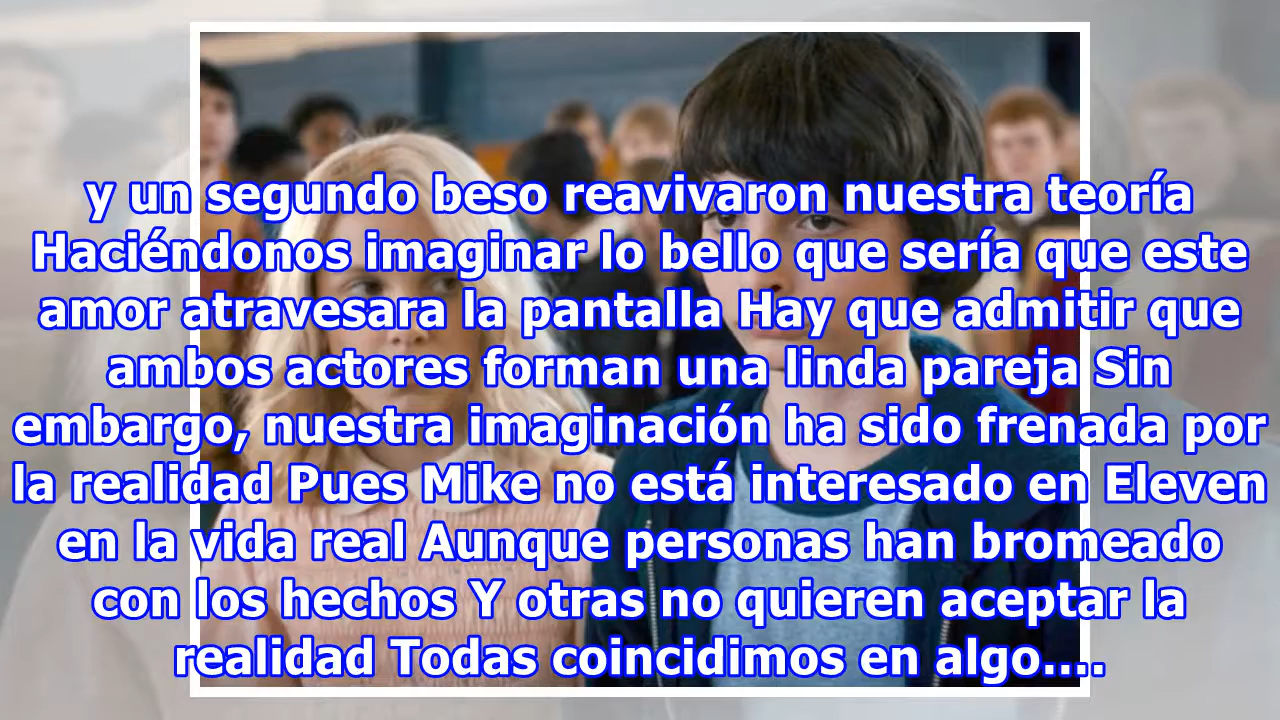 y un segundo beso reavivaron nuestra teoría
Haciéndonos imaginar lo bello que sería que este
amor atravesara la pantalla Hay que admitir que
ambos actores forman una linda pareja Sin
embargo, nuestra imaginación ha sido frenada por
la realidad Pues Mike no está interesado en Eleven
en la vida real Aunque personas han bromeado
con los hechos Y otras no quieren aceptar la
realidad Todas coincidimos en algo....